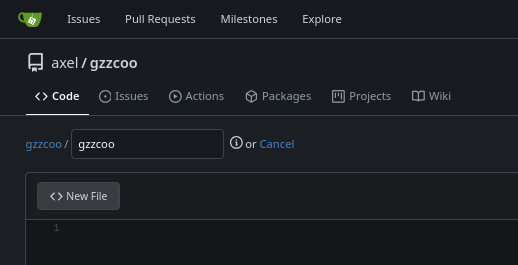 Issues Pull Requests Milestones Explore
axel / gzzcoo
Code Issues Actions Packages Projects Wiki
gzzcoo / gzzcoo or Cancel
New File
1